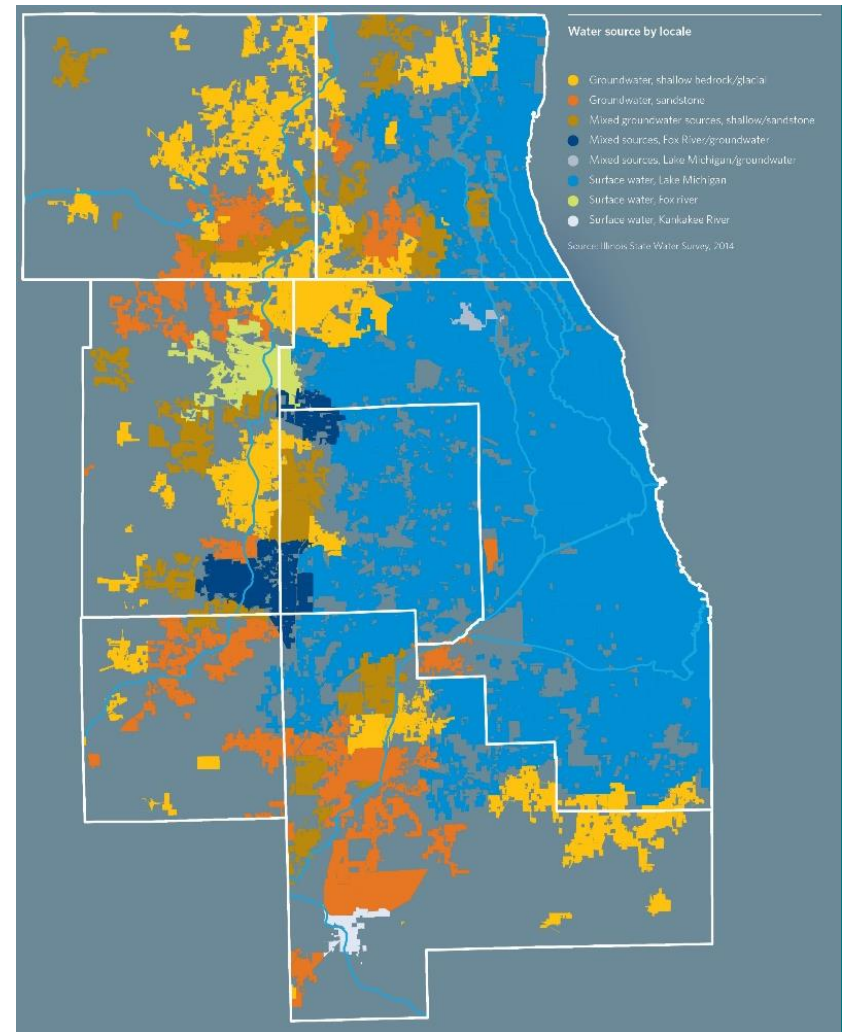 Water source by locale
Groundwater, shallow bedrock/glacial
Groundwater, sandstone
Mixed groundwater sources, shallow/sandstone
Mixed sources, Fox River/groundwater
Mixed sources, Lake Michigan/groundwater
Surface water, Lake Michigan
Surface water, Fox river
Surface water, Kankakee River
Source: Illinois State Water Survey, 2014